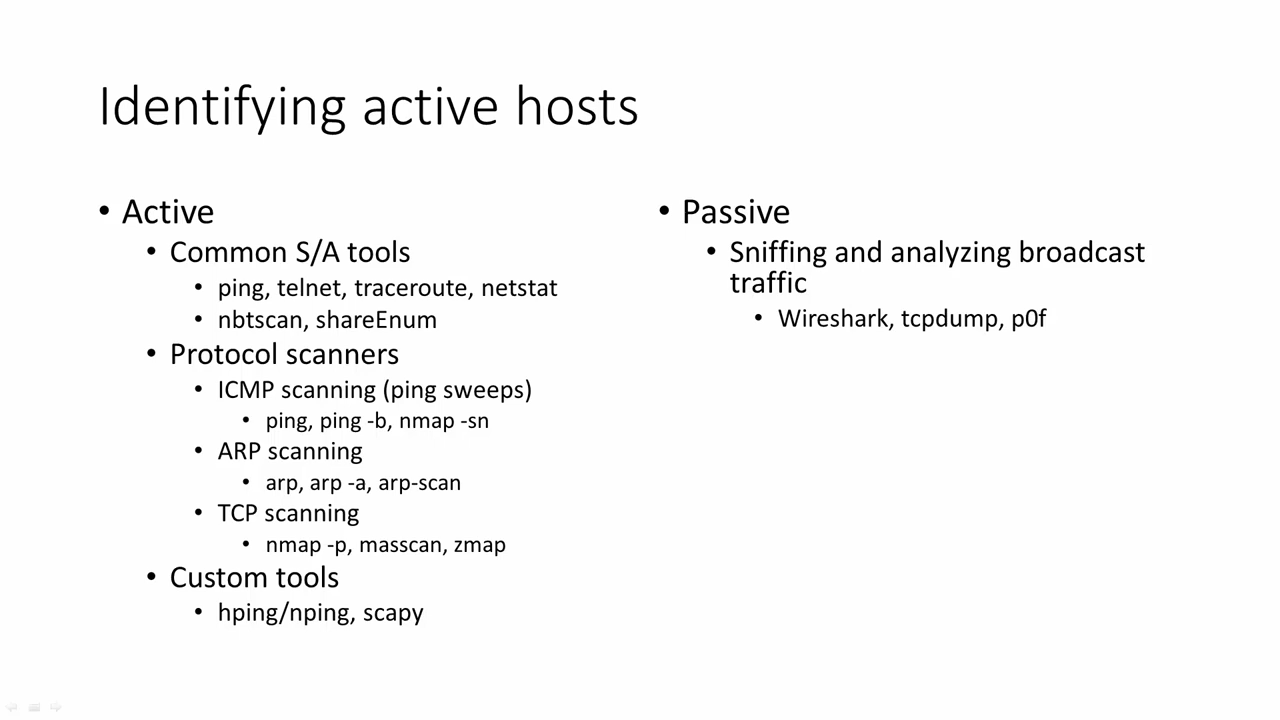 Identifying active hosts
• Active
• Common S/A tools
• ping, telnet, traceroute, netstat
• nbtscan, shareEnum
• Protocol scanners
• ICMP scanning (ping sweeps)
• ping, ping -b, nmap -sn
• ARP scanning
• arp, arp -a, arp-scan
• TCP scanning
• nmap -p, masscan, zmap
• Custom tools
• hping/nping, scapy
• Passive
• Sniffing and analyzing broadcast
traffic
• Wireshark, tcpdump, p0f